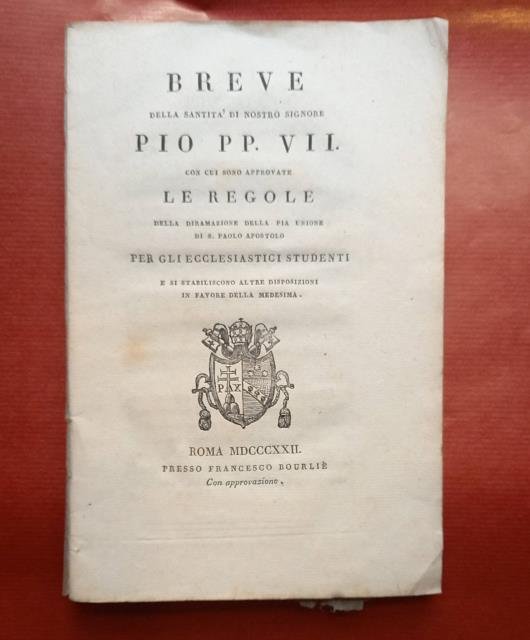 BREVE
DELLA SANTITA' DI NOSTRO SIGNORE
PIO PP. VII.
CON CUI SONO APPROVATE
LE REGOLE
DELLA DIRAMAZIONE DELLA PIA UNIONE
DI S. PAOLO APOSTOLO
PER GLI ECCLESIASTICI STUDENTI
E SI STABILISCONO ALTRE DISPOSIZIONI
IN FAVORE DELLA MEDESIMA.
PAX
ROMA MDCCCXXII.
PRESSO FRANCESCO BOURLIÈ
Con approvazione.